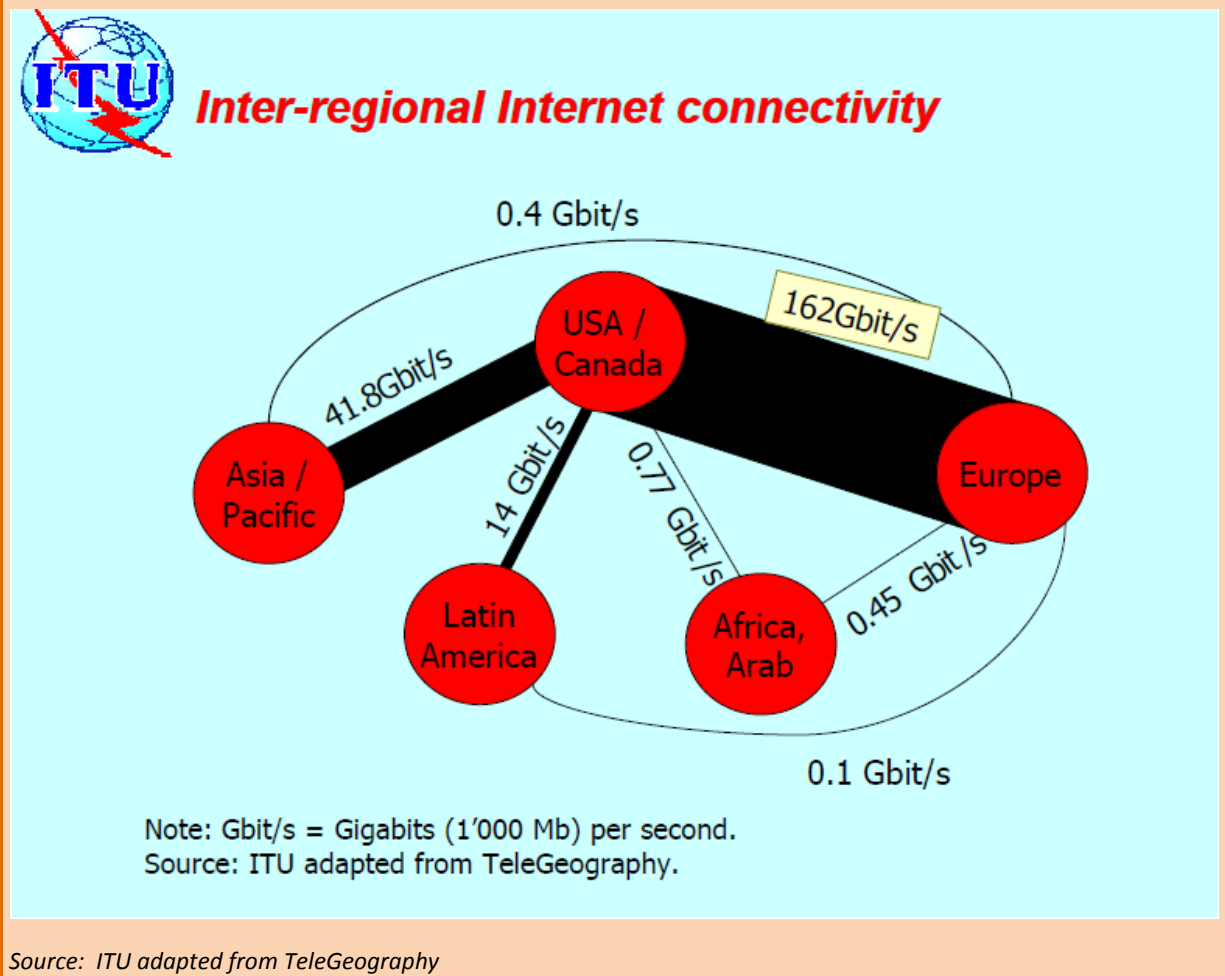 ITU
Inter-regional Internet connectivity
0.4 Gbit/s
162Gbit/s
USA /
Canada
41.8Gbit/s
Asia /
Pacific
14 Gbit/s
0.77 Gbit/s
Europe
0.45 Gbit/s
Latin
America
Africa,
Arab
0.1 Gbit/s
Note: Gbit/s = Gigabits (1’000 Mb) per second.
Source: ITU adapted from TeleGeography.
Source: ITU adapted from TeleGeography